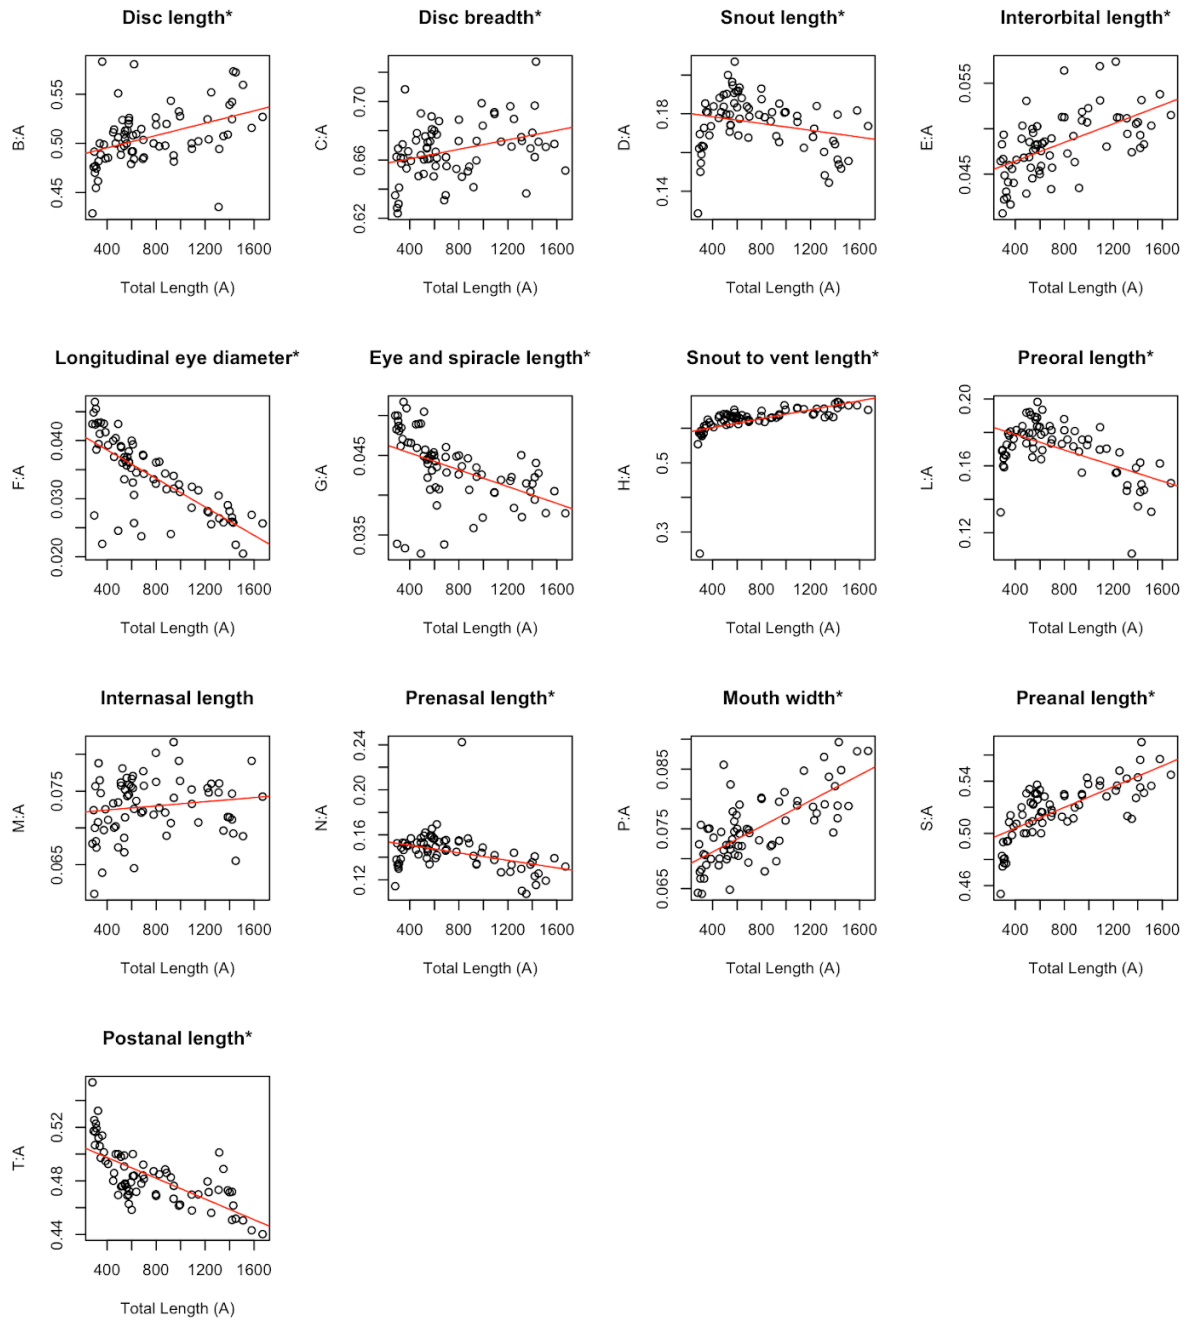 Disc length* Disc breadth* Snout length* Interorbital length*
B:A 0.45 0.50 0.55 C:A 0.62 0.66 0.70 D:A 0.14 0.18 E:A 0.045 0.055
400 800 1200 1600 400 800 1200 1600 400 800 1200 1600 400 800 1200 1600
Total Length (A) Total Length (A) Total Length (A) Total Length (A)
Longitudinal eye diameter* Eye and spiracle length* Snout to vent length* Preoral length*
F:A 0.020 0.030 0.040 G:A 0.035 0.045 H:A 0.3 0.5 L:A 0.12 0.16 0.20
400 800 1200 1600 400 800 1200 1600 400 800 1200 1600 400 800 1200 1600
Total Length (A) Total Length (A) Total Length (A) Total Length (A)
Internasal length Prenasal length* Mouth width* Preanal length*
M:A 0.065 0.075 N:A 0.12 0.16 0.20 0.24 P:A 0.065 0.075 0.085 S:A 0.46 0.50 0.54
400 800 1200 1600 400 800 1200 1600 400 800 1200 1600 400 800 1200 1600
Total Length (A) Total Length (A) Total Length (A) Total Length (A)
Postanal length*
T:A 0.44 0.48 0.52
400 800 1200 1600
Total Length (A)